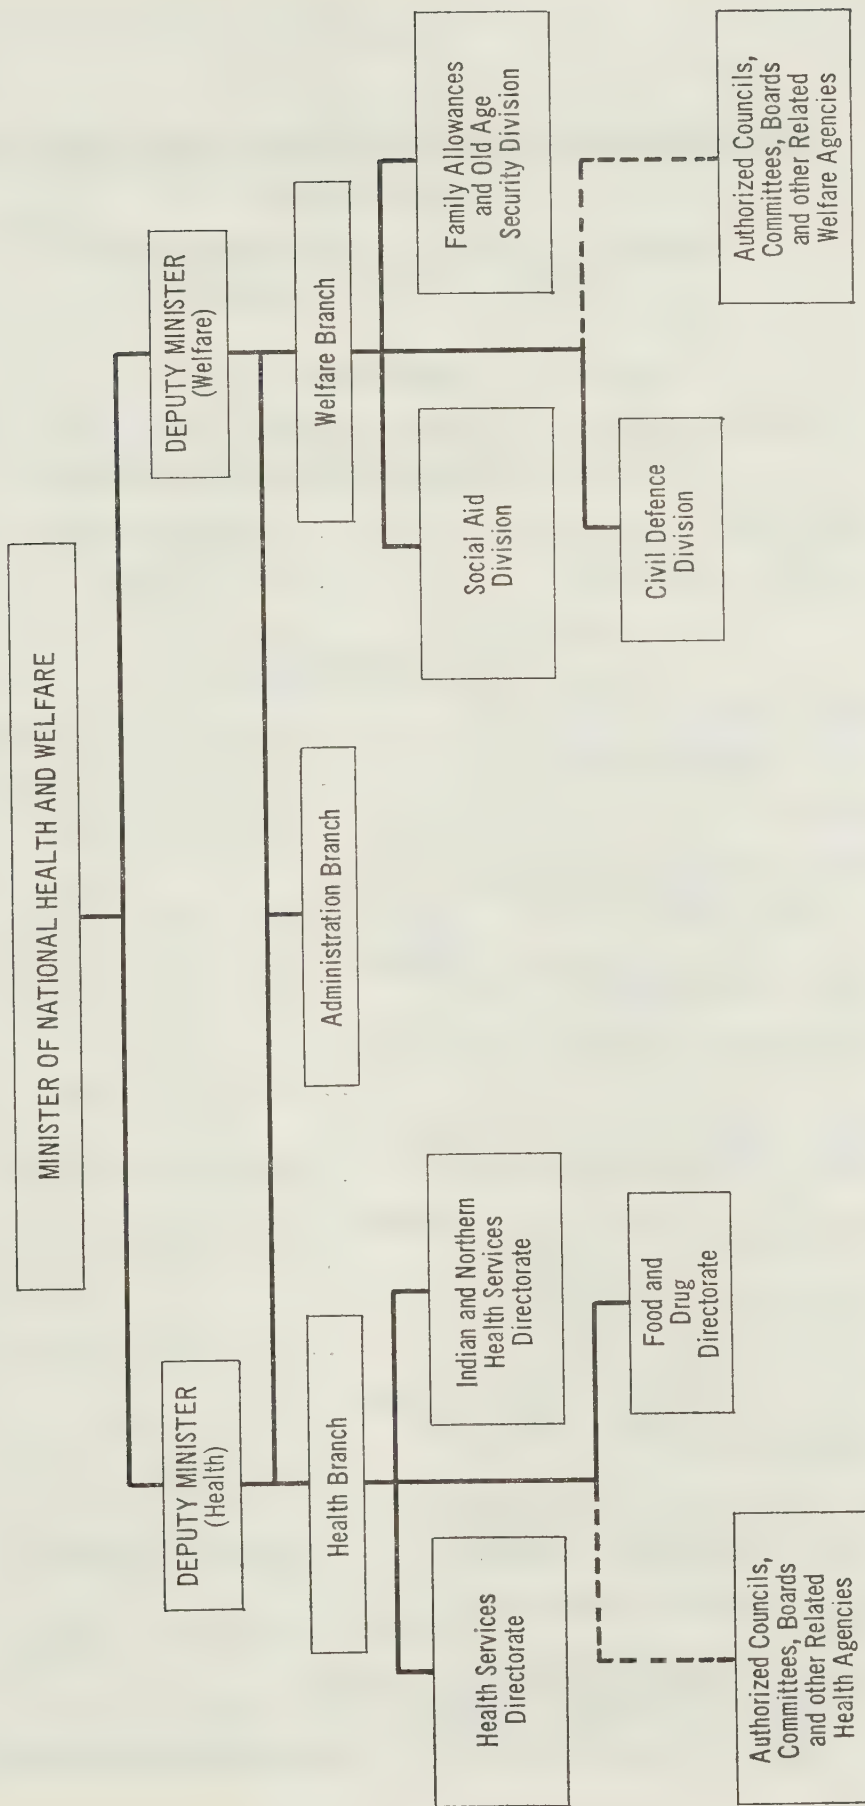 MINISTER OF NATIONAL HEALTH AND WELFARE
DEPUTY MINISTER
(Health)
DEPUTY MINISTER
(Welfare)
Health Branch
Administration Branch
Welfare Branch
Health Services
Directorate
Indian and Northern
Health Services
Directorate
Social Aid
Division
Family Allowances
and Old Age
Security Division
Food and
Drug
Directorate
Civil Defence
Division
Authorized Councils,
Committees, Boards
and other Related
Health Agencies
Authorized Councils,
Committees, Boards
and other Related
Welfare Agencies